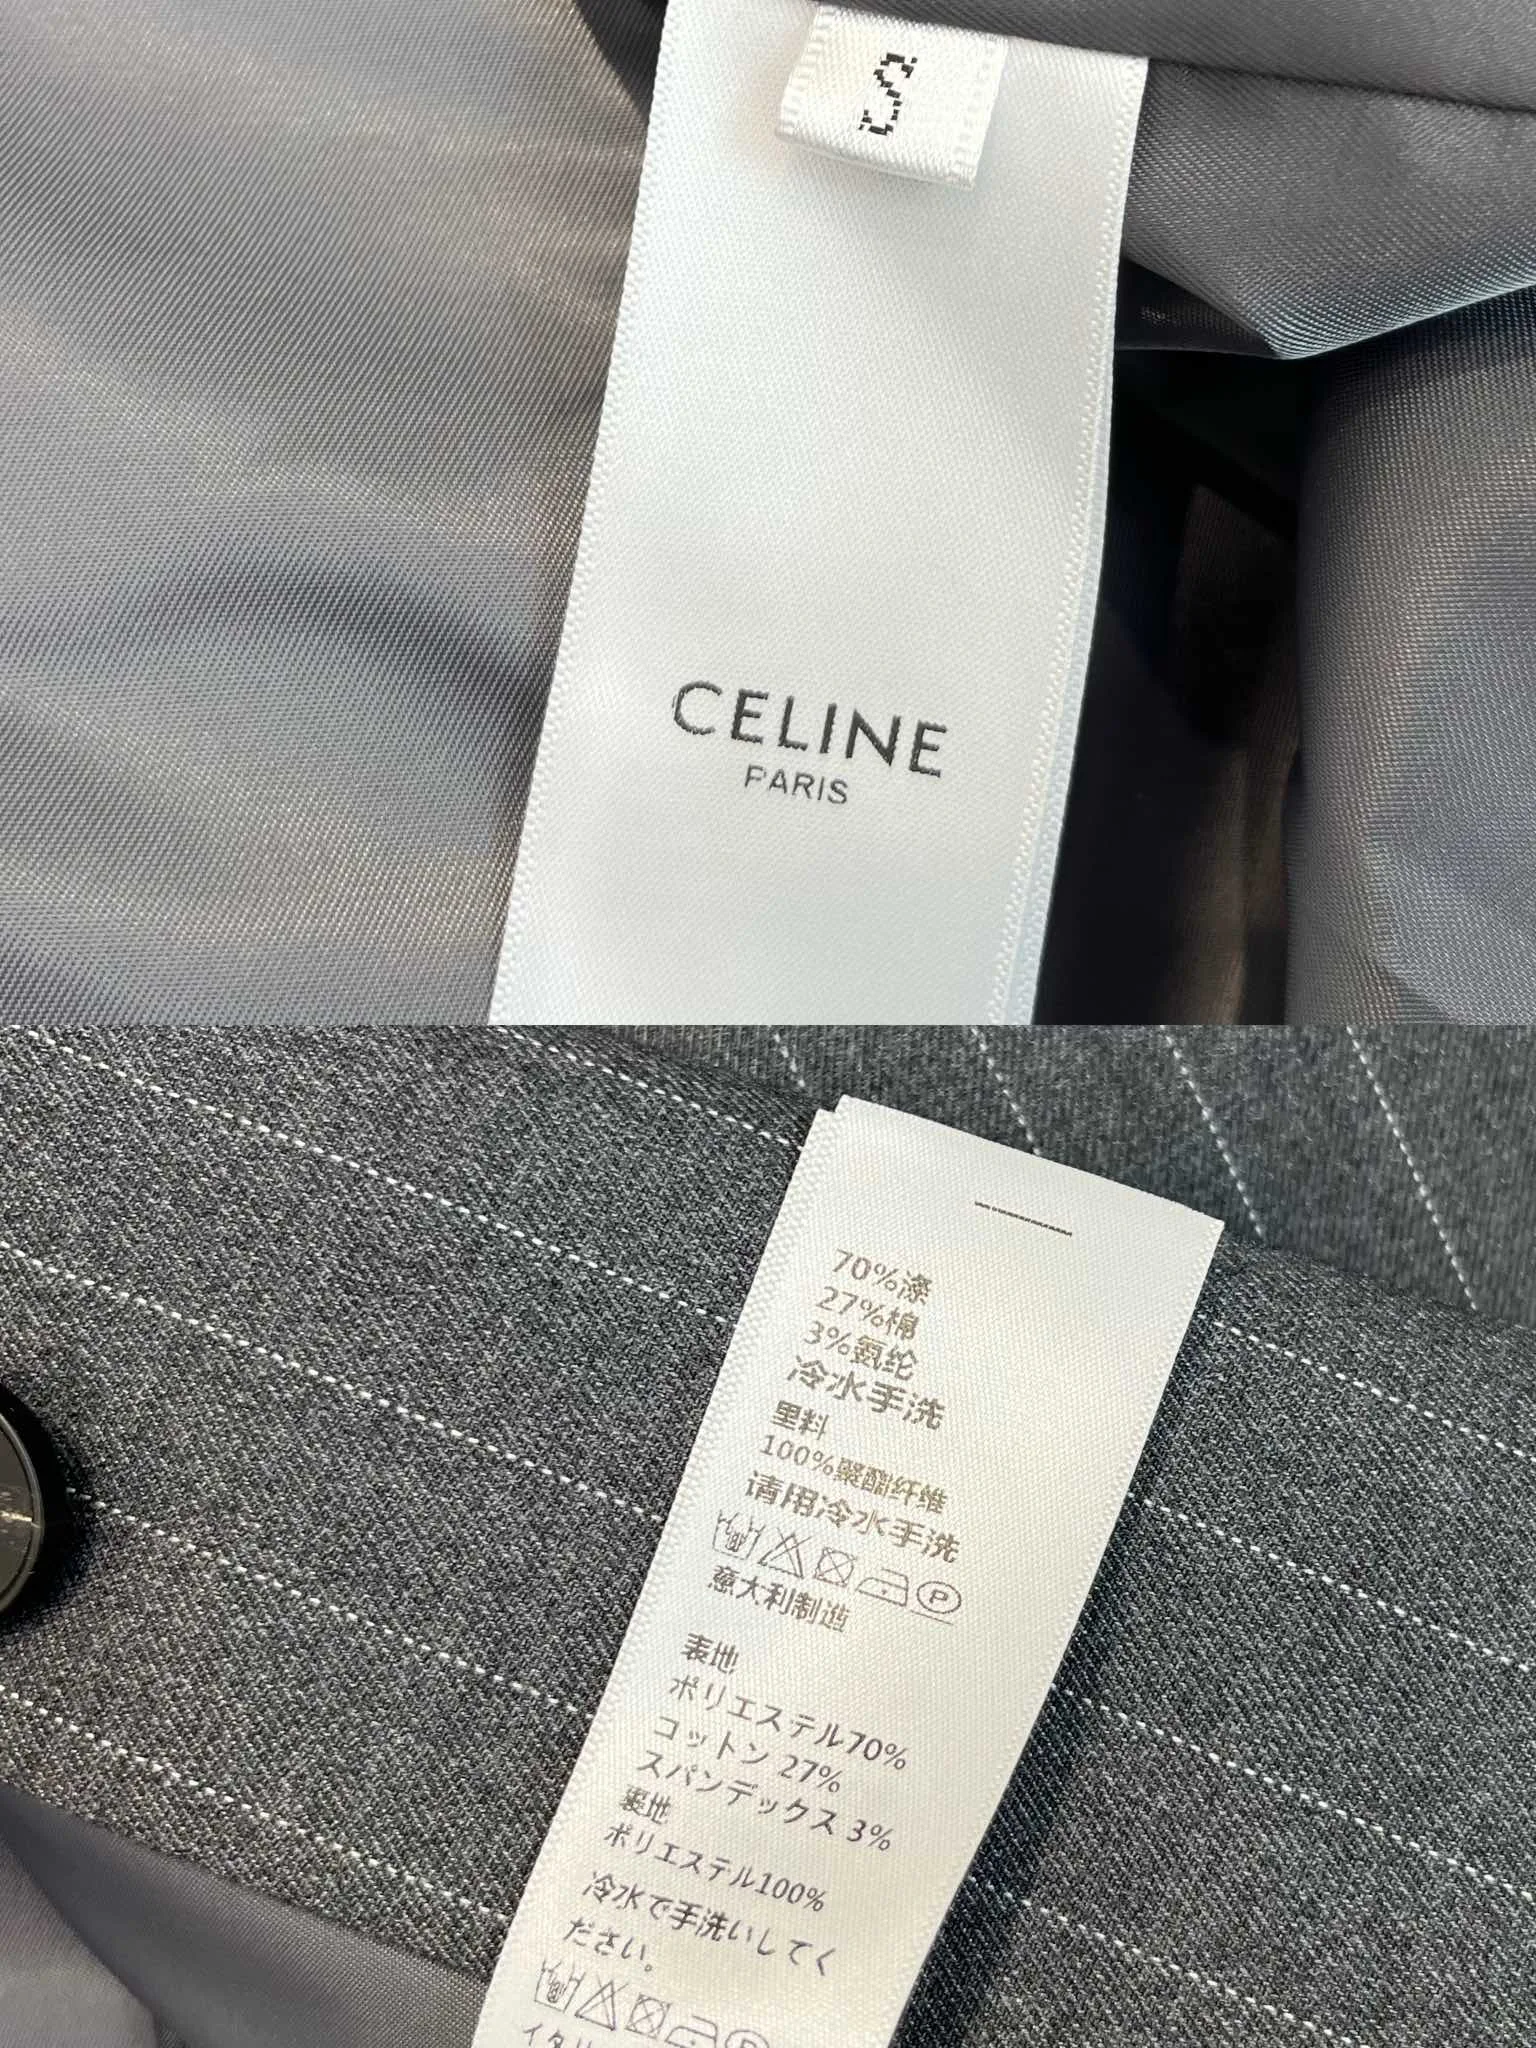 S
CELINE
PARIS
70%涤
27%棉
3%氨纶
冷水手洗
里料
100%聚酯纤维
请用冷水手洗
P
意大利制造
表地
ポリエステル70%
コットン 27%
スパンデックス 3%
裏地
ポリエステル100%
冷水で手洗いしてく
ださい。
イタリ